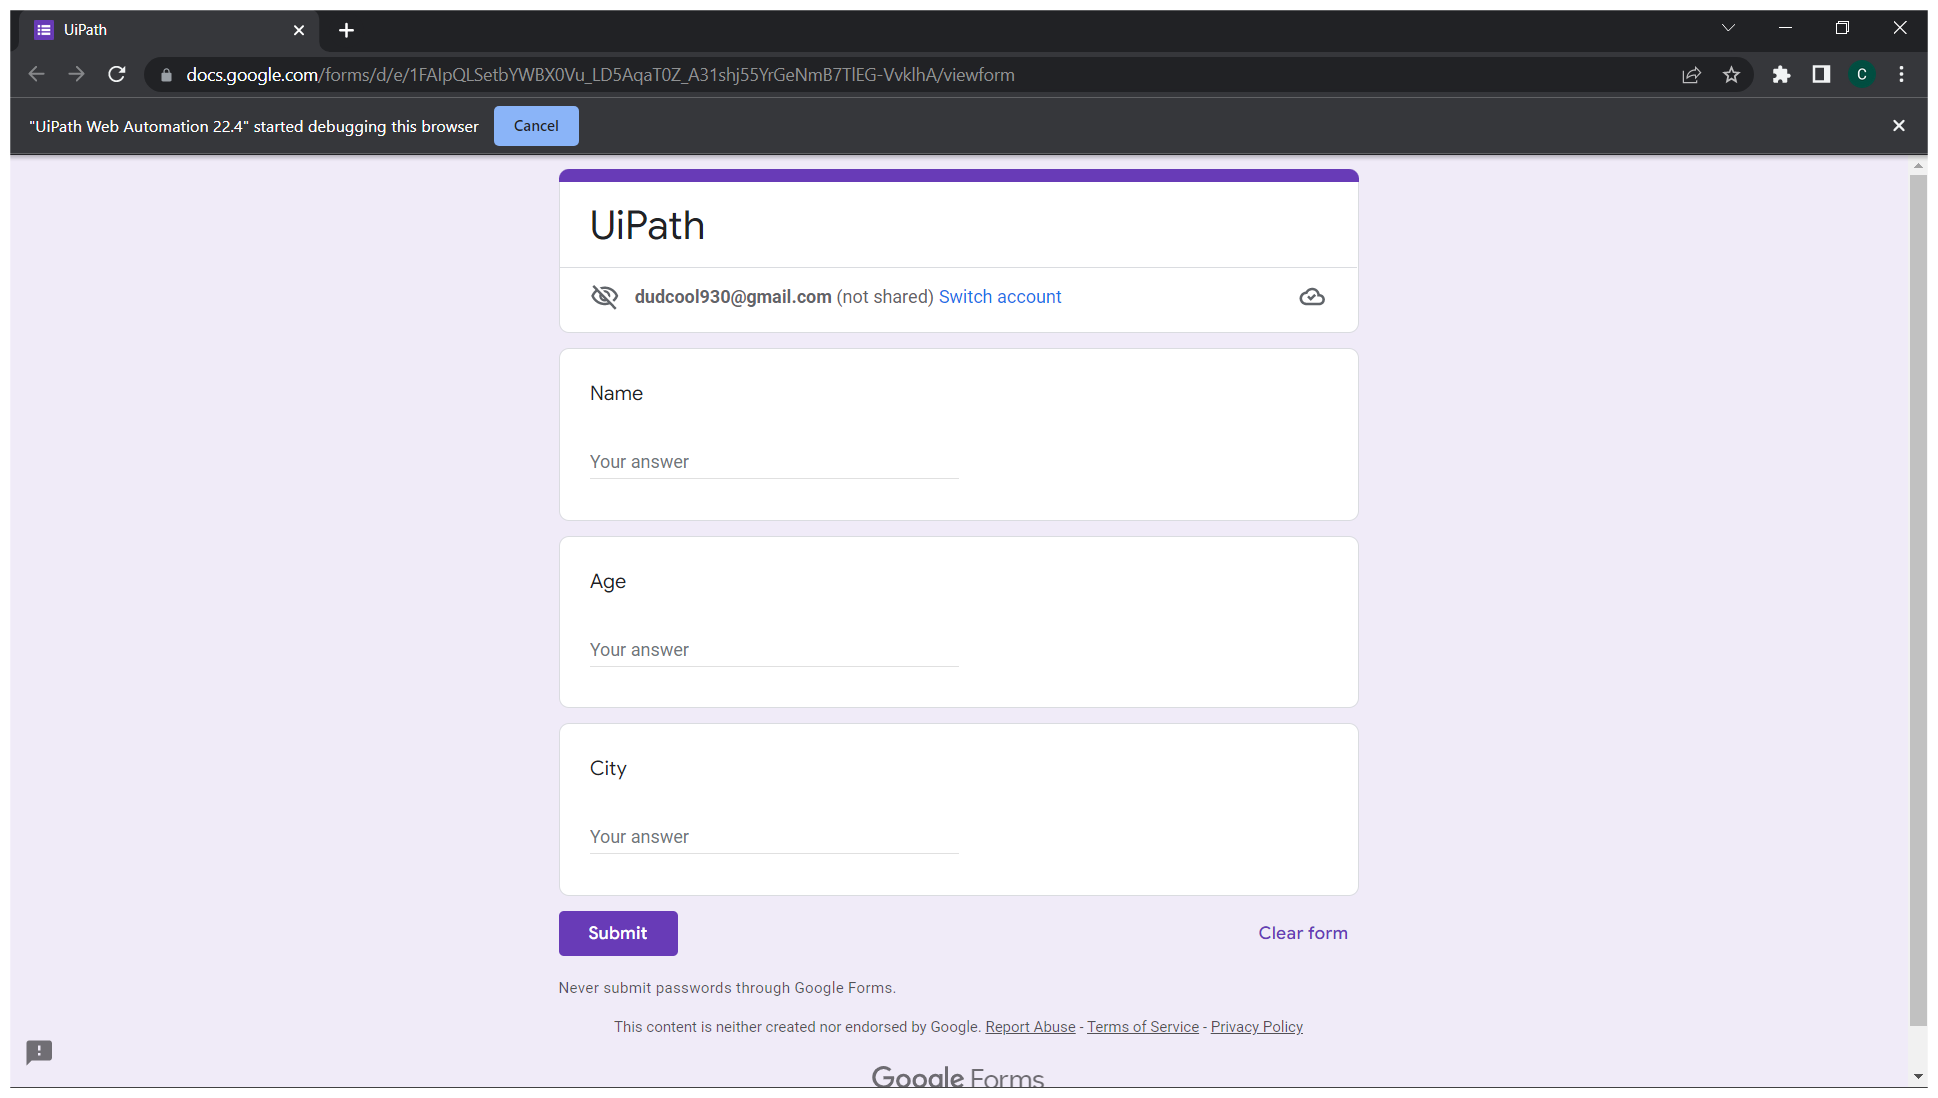 UiPath
docs.google.com/forms/d/e/1FAIpQLSetbYWBX0Vu_LD5AqaT0Z_A31shj55YrGeNmB7TlEG-VvklhA/viewform
C
"UiPath Web Automation 22.4" started debugging this browser
Cancel
UiPath
dudcool930@gmail.com (not shared) Switch account
Name
Your answer
Age
Your answer
City
Your answer
Submit
Clear form
Never submit passwords through Google Forms.
This content is neither created nor endorsed by Google. Report Abuse - Terms of Service - Privacy Policy
Google Forms